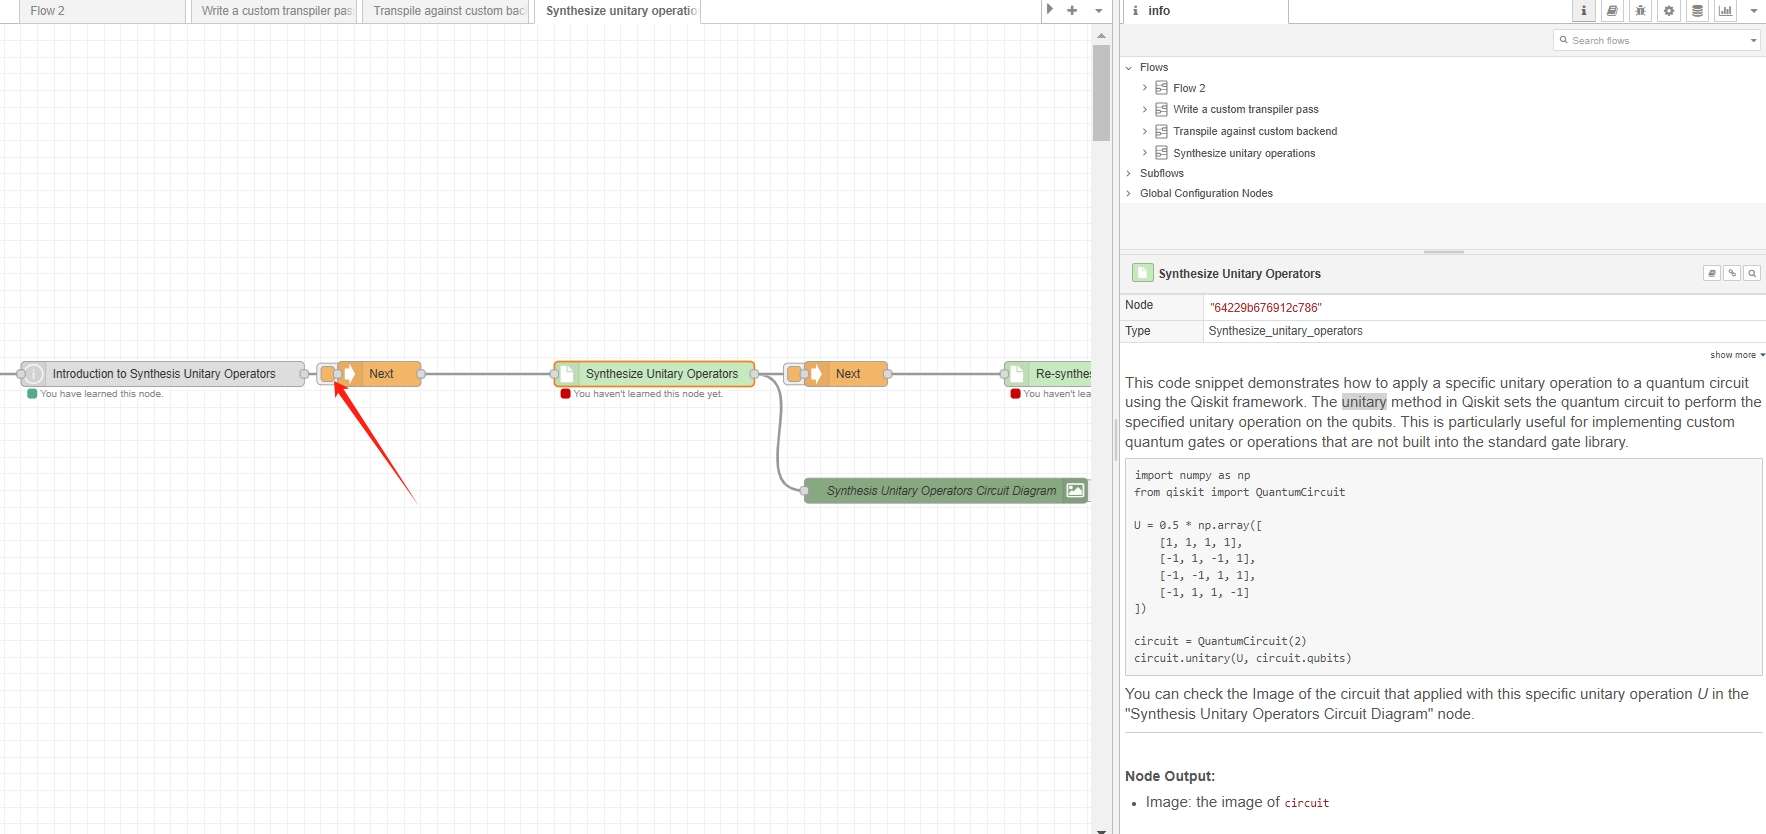 Flow 2
Write a custom transpiler pas
Transpile against custom bac
Synthesize unitary operatio
info
Search flows
Flows
Flow 2
Write a custom transpiler pass
Transpile against custom backend
Synthesize unitary operations
Subflows
Global Configuration Nodes
Introduction to Synthesis Unitary Operators
You have learned this node.
Next
Synthesize Unitary Operators
You haven't learned this node yet.
Next
Re-synthes
You haven't lea
Synthesis Unitary Operators Circuit Diagram
Synthesize Unitary Operators
Node "64229b676912c786"
Type Synthesize_unitary_operators
show more
This code snippet demonstrates how to apply a specific unitary operation to a quantum circuit
using the Qiskit framework. The unitary method in Qiskit sets the quantum circuit to perform the
specified unitary operation on the qubits. This is particularly useful for implementing custom
quantum gates or operations that are not built into the standard gate library.
import numpy as np
from qiskit import QuantumCircuit
U = 0.5 * np.array([
[1, 1, 1, 1],
[-1, 1, -1, 1],
[-1, -1, 1, 1],
[-1, 1, 1, -1]
])
circuit = QuantumCircuit(2)
circuit.unitary(U, circuit.qubits)
You can check the Image of the circuit that applied with this specific unitary operation U in the
"Synthesis Unitary Operators Circuit Diagram" node.
Node Output:
• Image: the image of circuit